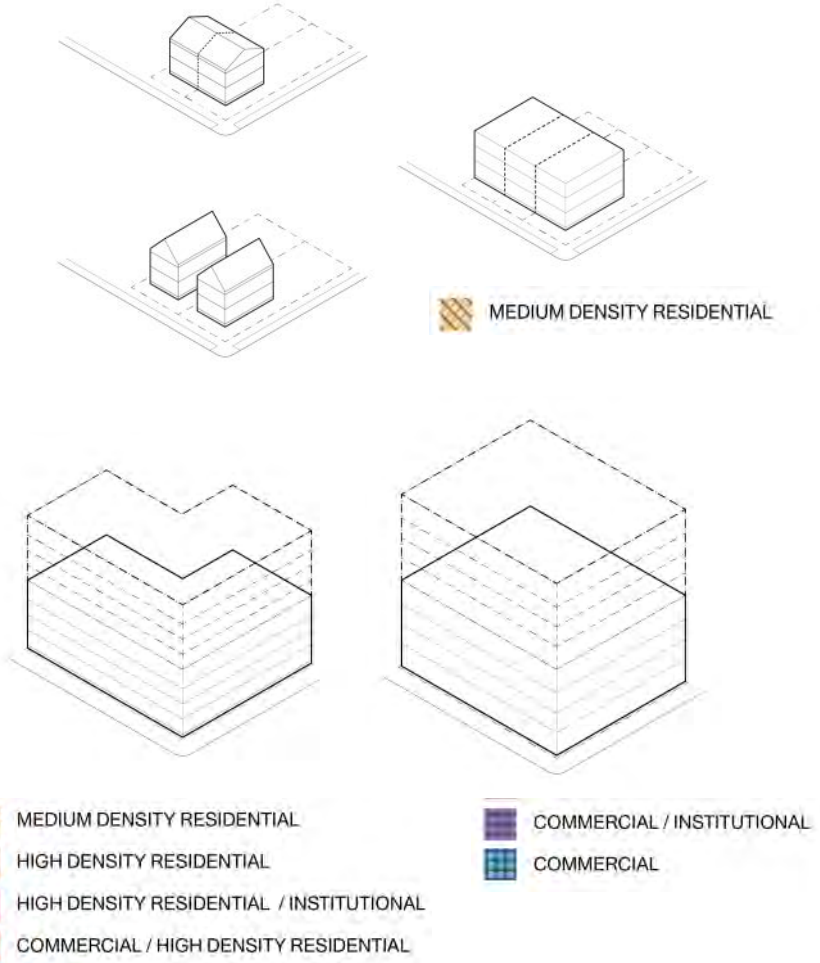 MEDIUM DENSITY RESIDENTIAL
MEDIUM DENSITY RESIDENTIAL
HIGH DENSITY RESIDENTIAL
HIGH DENSITY RESIDENTIAL / INSTITUTIONAL
COMMERCIAL / HIGH DENSITY RESIDENTIAL
COMMERCIAL / INSTITUTIONAL
COMMERCIAL